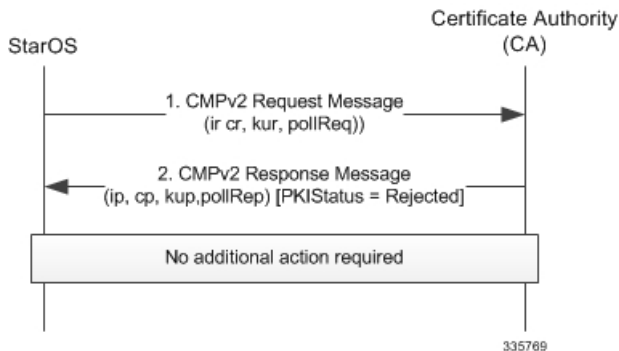 Certificate Authority
(CA)
StarOS
1. CMPv2 Request Message
(ir cr, kur, pollReq))
2. CMPv2 Response Message
(ip, cp, kup,pollRep) [PKIStatus = Rejected]
No additional action required
335769